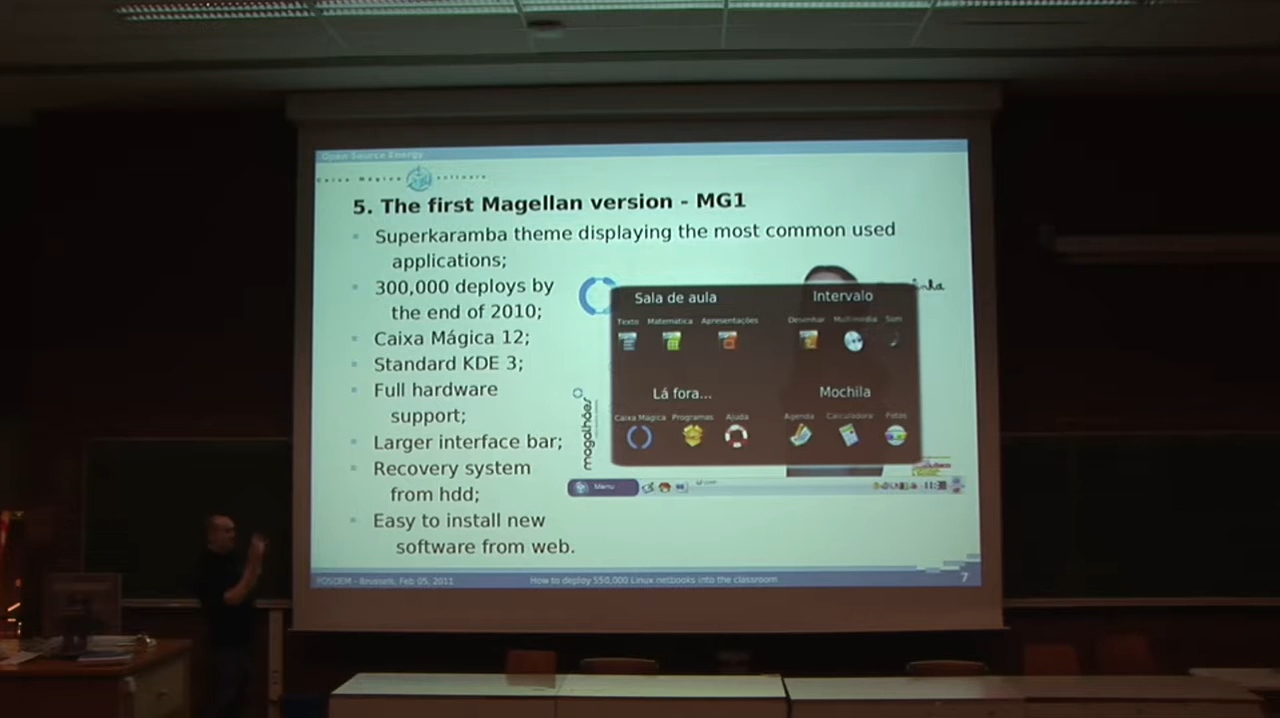 Open Source Energy
Caixa Mágica software
5. The first Magellan version - MG1
Superkaramba theme displaying the most common used
applications;
300,000 deploys by
the end of 2010;
Caixa Mágica 12;
Standard KDE 3;
Full hardware
support;
Larger interface bar;
Recovery system
from hdd;
Easy to install new
software from web.
Sala de aula
Intervalo
Texto Matemática Apresentações
Desenhar Multimédia Som
Lá fora...
Mochila
Caixa Mágica Programas Ajuda
Agenda Calculadora Fotos
magalhães
Menu
11:38
FOSDEM - Brussels, Feb 05, 2011
How to deploy 550,000 Linux netbooks into the classroom
7